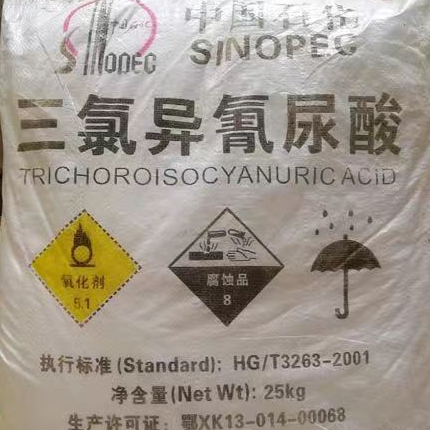 中国石化
SINOPEC
SINOPEC
三氯异氰尿酸
TRICHOROISOCYANURIC ACID
氧化剂
5.1
腐蚀品
8
执行标准(Standard): HG/T3263-2001
净含量(Net Wt): 25kg
生产许可证: 鄂XK13-014-00068